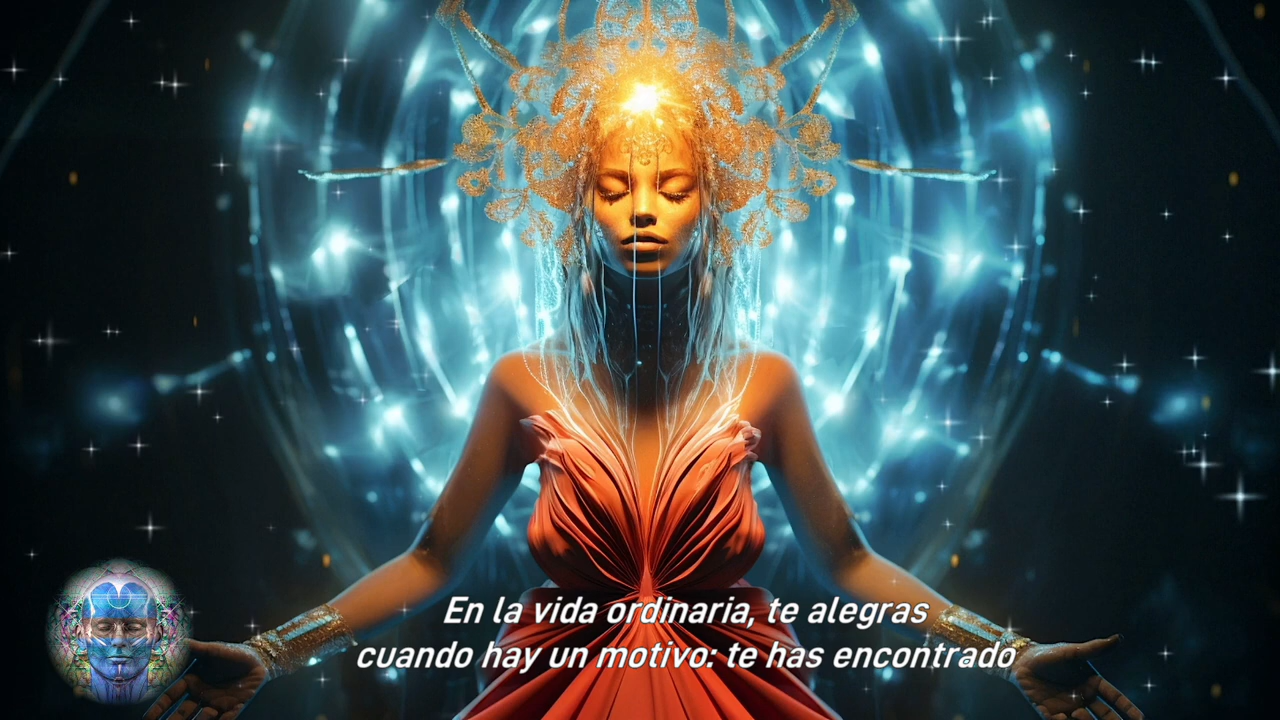 En la vida ordinaria, te alegras
cuando hay un motivo: te has encontrado